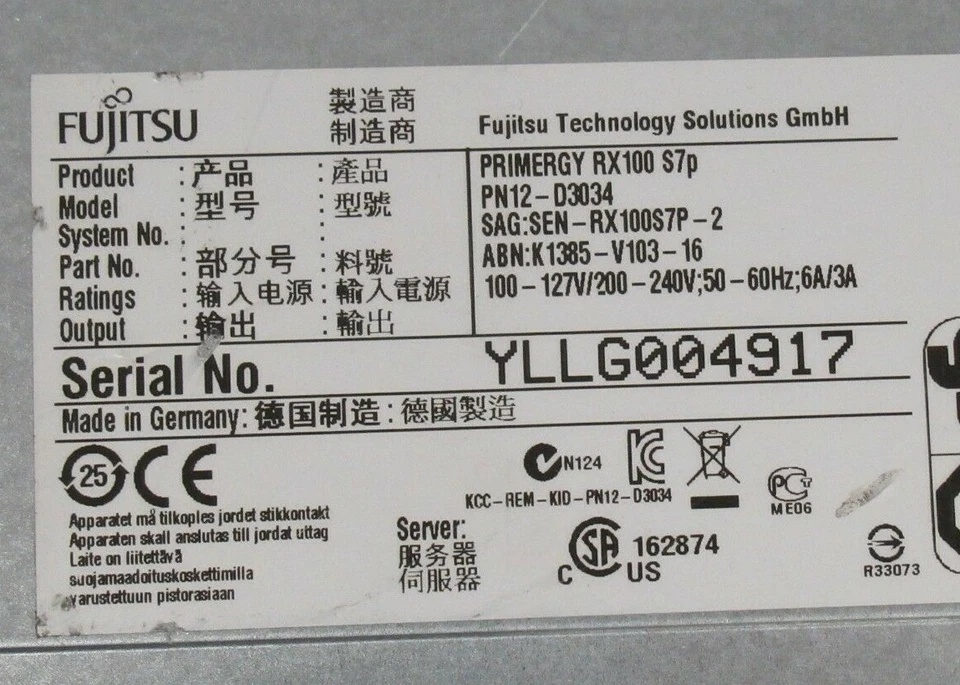 FUJITSU
製造商
制造商
Fujitsu Technology Solutions GmbH
Product : 产品 : 產品 PRIMERGY RX100 S7p
Model : 型号 : 型號 PN12-D3034
System No. : : SAG:SEN-RX100S7P-2
Part No. : 部分号 : 料號 ABN:K1385-V103-16
Ratings : 输入电源 : 輸入電源 100-127V/200-240V;50-60Hz;6A/3A
Output : 输出 : 輸出
Serial No. YLLG004917
Made in Germany: 德国制造 : 德國製造
25 CE
N124
KCC-REM-KID-PN12-D3034
PCT
ME06
Apparatet må tilkoples jordet stikkontakt
Apparaten skall anslutas till jordat uttag
Laite on liitettävä
suojamaadoituskoskettimilla
varustettuun pistorasiaan
Server:
服务器
伺服器
C SA US 162874
R33073